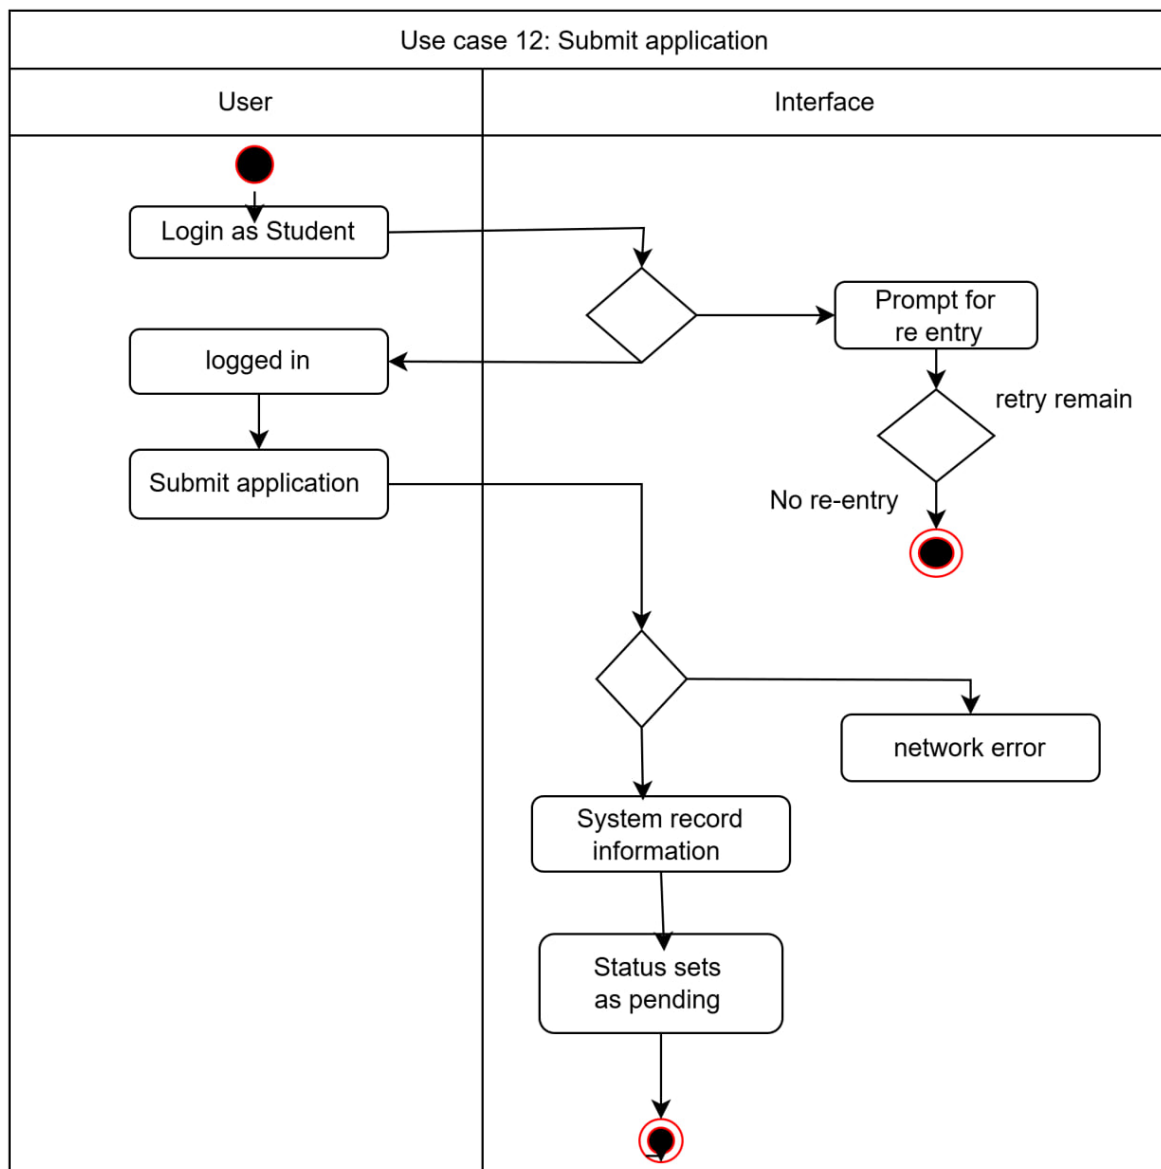 Use case 12: Submit application
User
Interface
Login as Student
Prompt for
re entry
logged in
retry remain
Submit application
No re-entry
network error
System record
information
Status sets
as pending